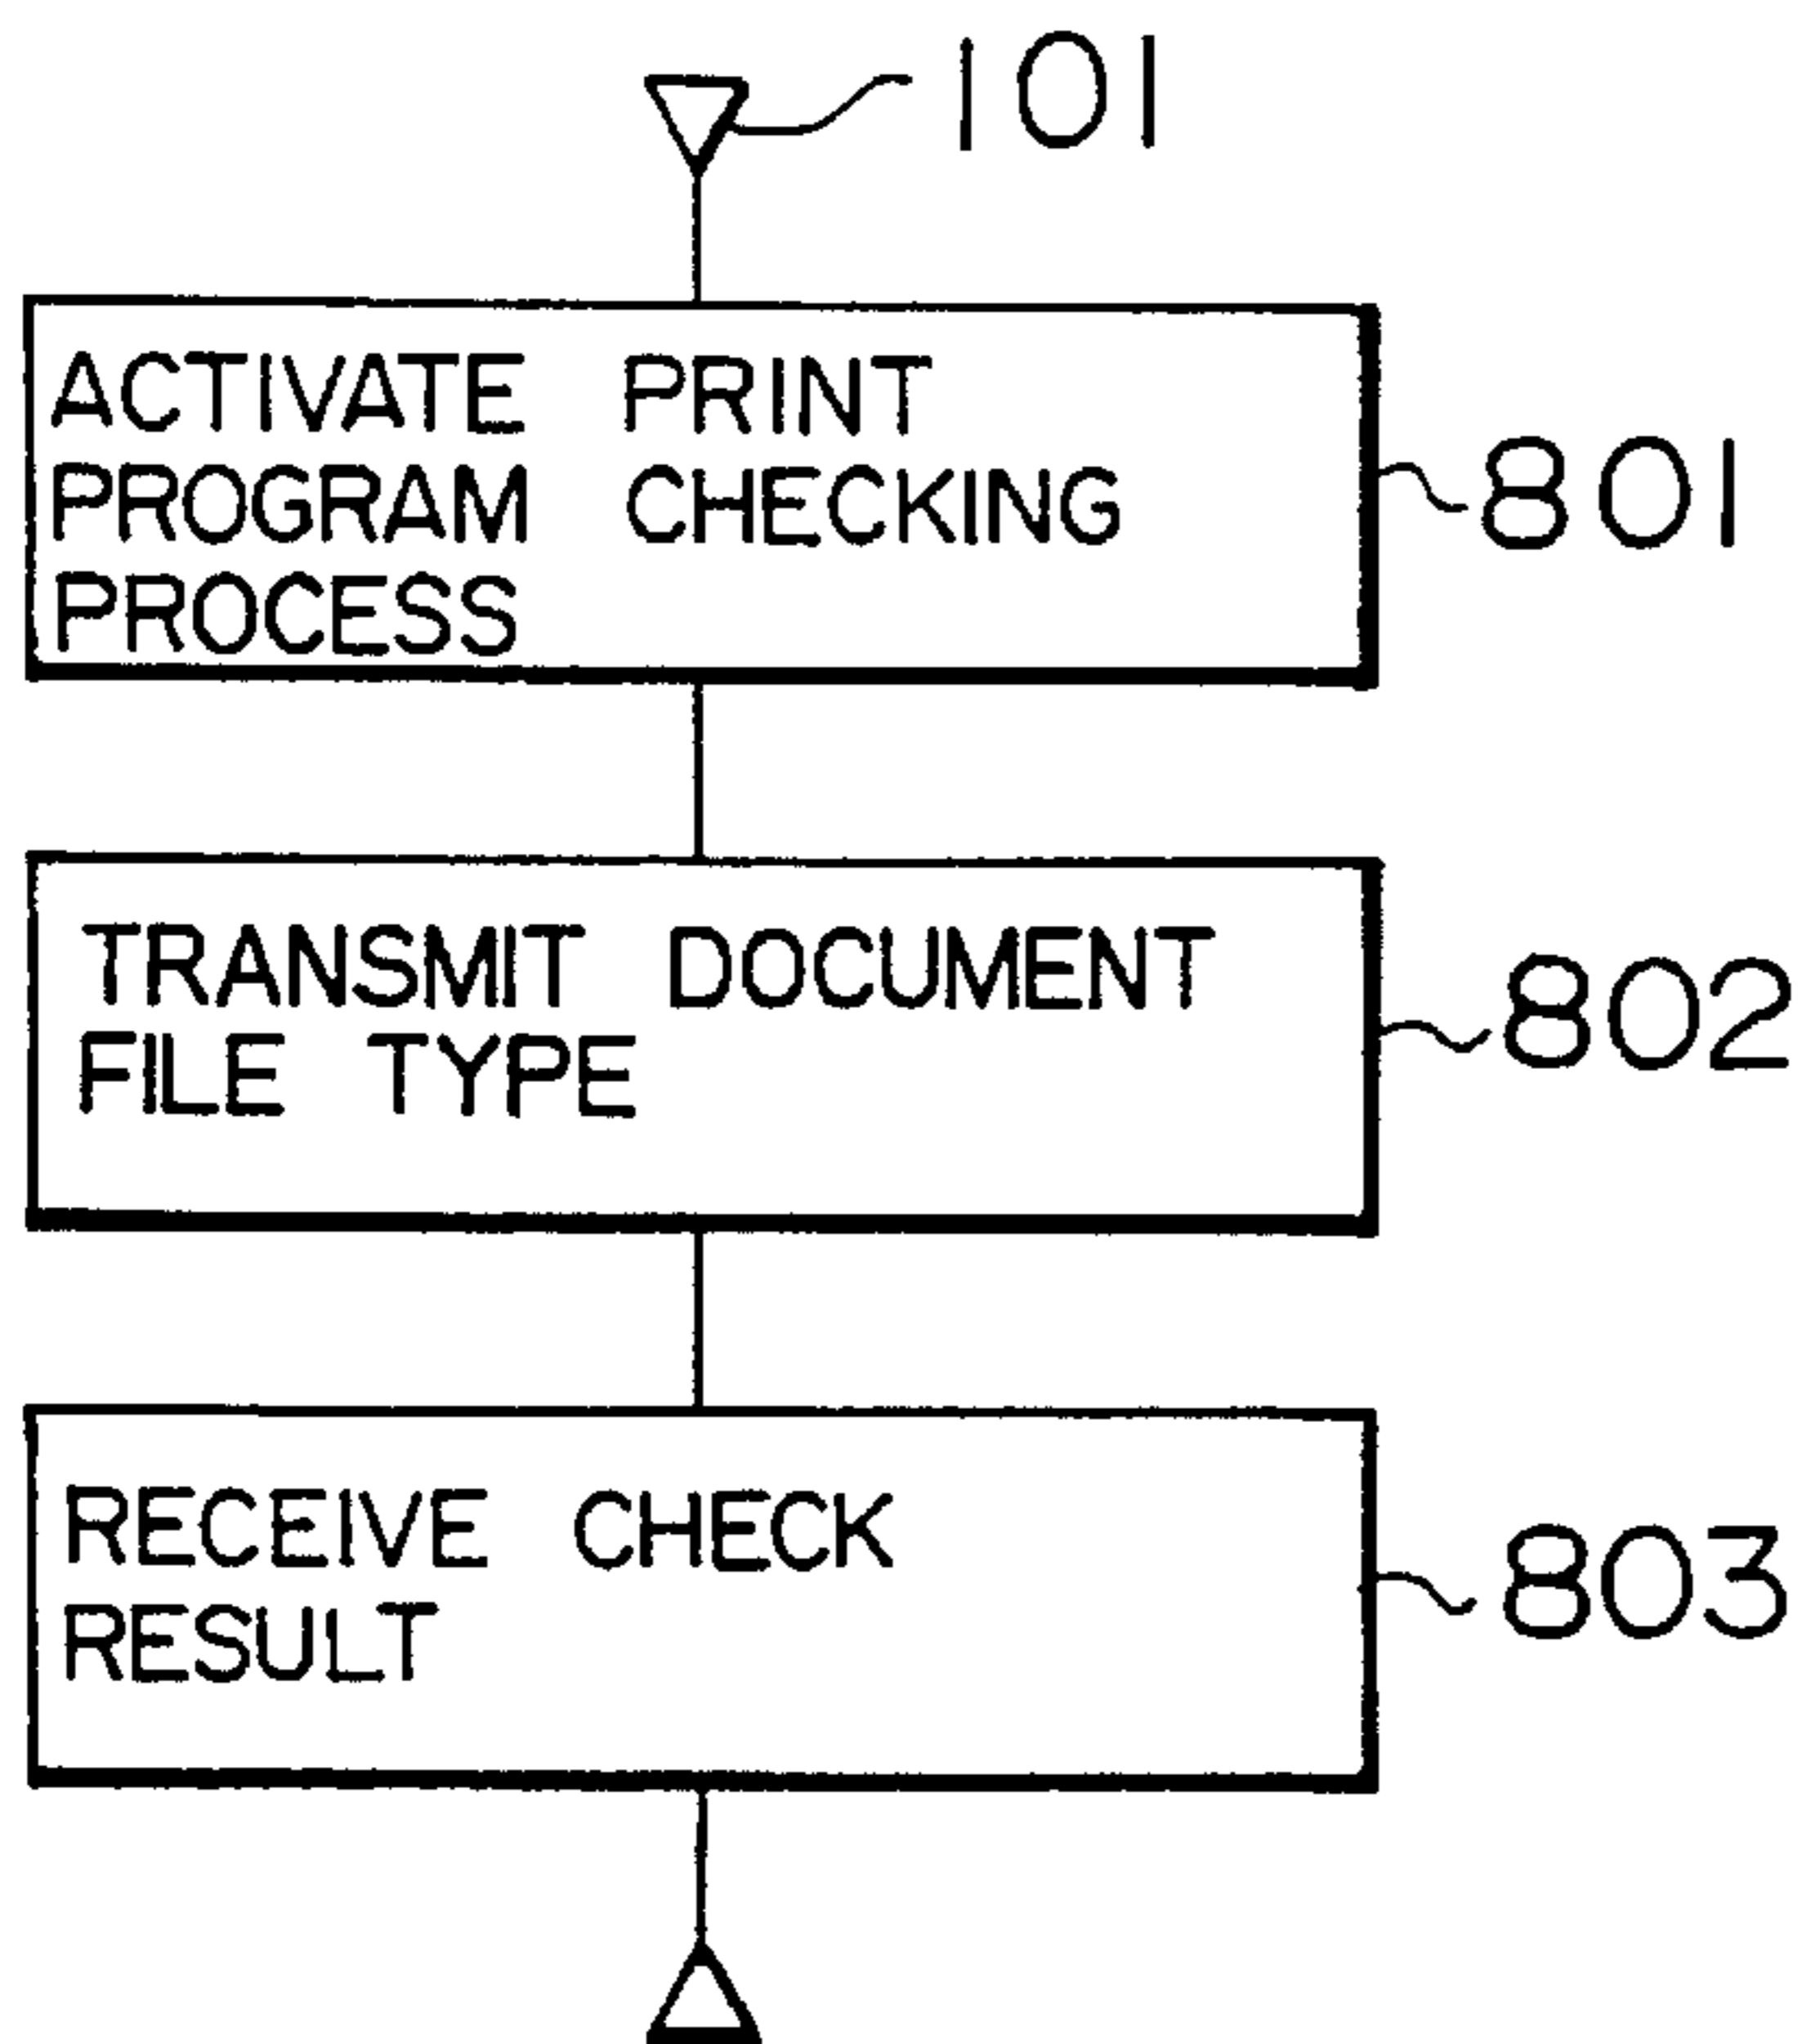 101
ACTIVATE PRINT
PROGRAM CHECKING
PROCESS
801
TRANSMIT DOCUMENT
FILE TYPE
802
RECEIVE CHECK
RESULT
803